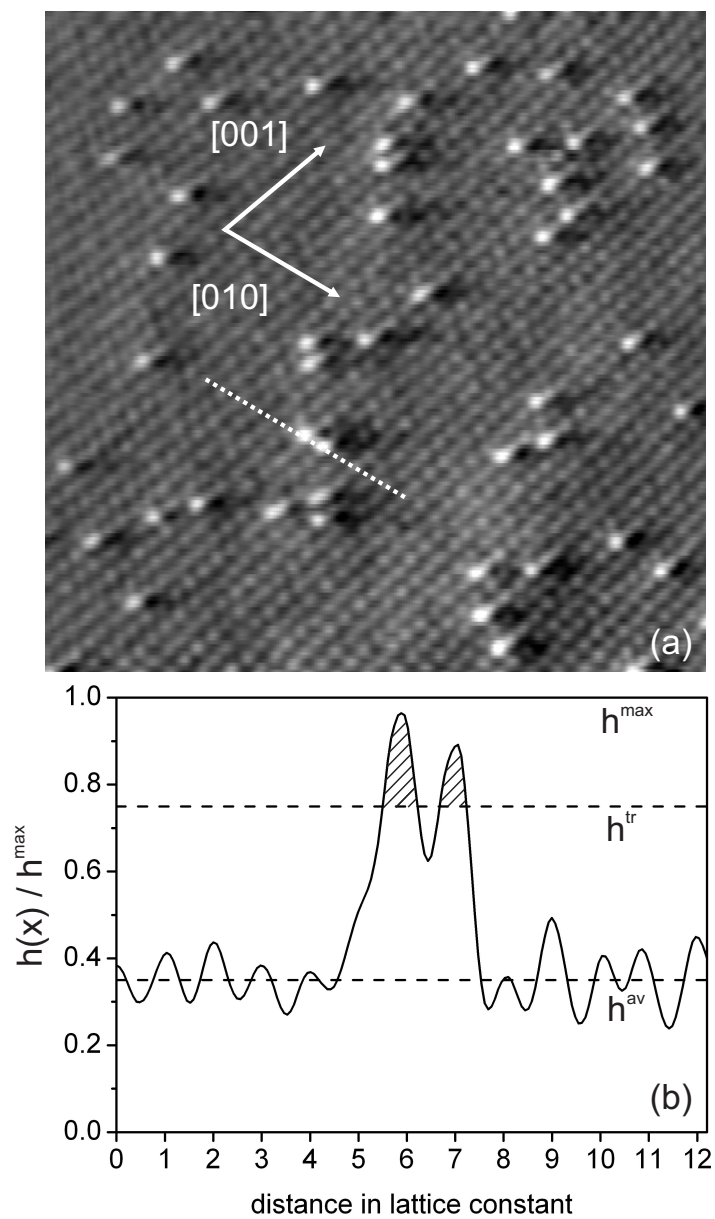 [001]
[010]
(a)
1.0
h^max
0.8
h^tr
0.6
0.4
h^av
0.2
(b)
0.0
0 1 2 3 4 5 6 7 8 9 10 11 12
h(x) / h^max
distance in lattice constant